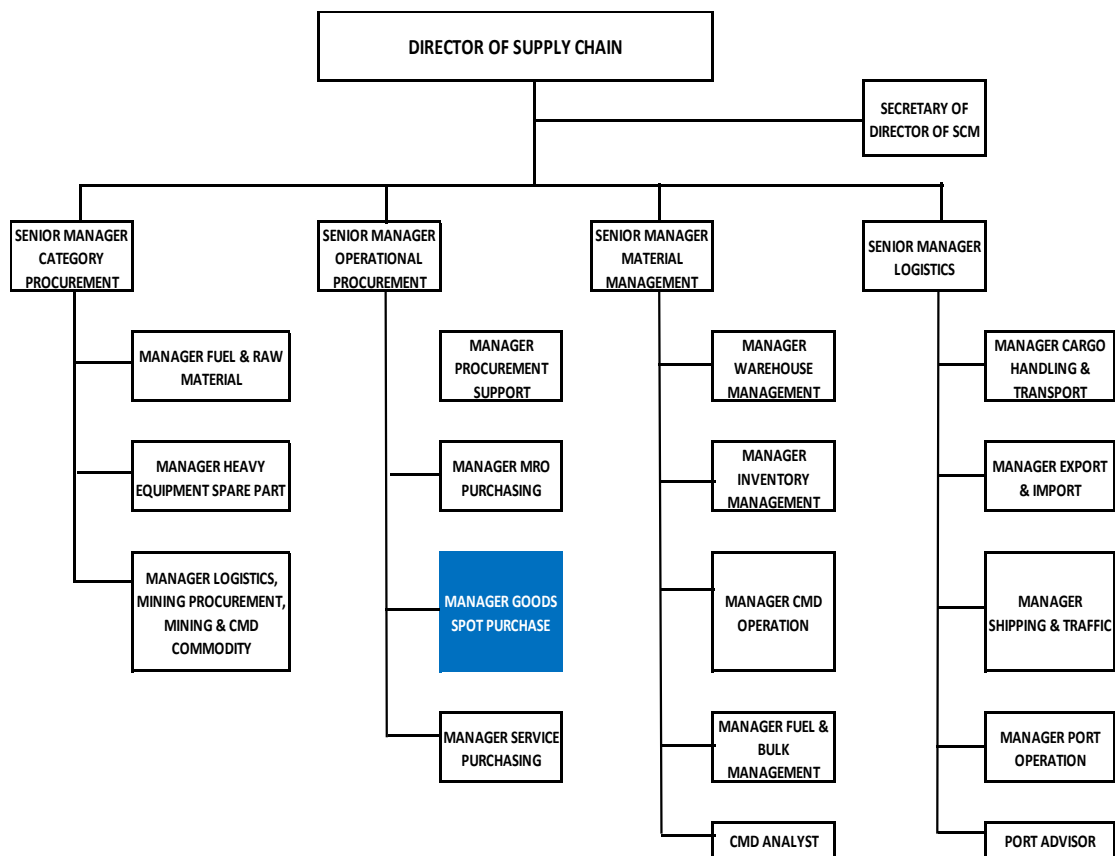 DIRECTOR OF SUPPLY CHAIN
SECRETARY OF
DIRECTOR OF SCM
SENIOR MANAGER
CATEGORY
PROCUREMENT
SENIOR MANAGER
OPERATIONAL
PROCUREMENT
SENIOR MANAGER
MATERIAL
MANAGEMENT
SENIOR MANAGER
LOGISTICS
MANAGER FUEL & RAW
MATERIAL
MANAGER
PROCUREMENT
SUPPORT
MANAGER
WAREHOUSE
MANAGEMENT
MANAGER CARGO
HANDLING &
TRANSPORT
MANAGER HEAVY
EQUIPMENT SPARE PART
MANAGER MRO
PURCHASING
MANAGER
INVENTORY
MANAGEMENT
MANAGER EXPORT
& IMPORT
MANAGER LOGISTICS,
MINING PROCUREMENT,
MINING & CMD
COMMODITY
MANAGER GOODS
SPOT PURCHASE
MANAGER CMD
OPERATION
MANAGER
SHIPPING & TRAFFIC
MANAGER SERVICE
PURCHASING
MANAGER FUEL &
BULK
MANAGEMENT
MANAGER PORT
OPERATION
CMD ANALYST
PORT ADVISOR